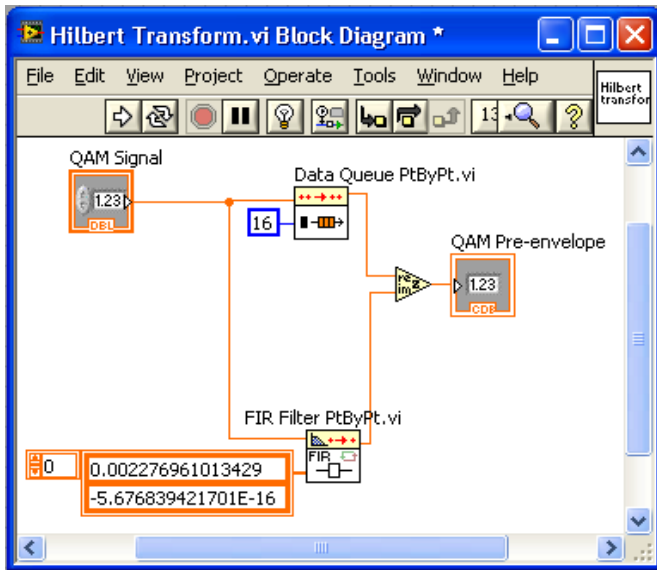 Hilbert Transform.vi Block Diagram *
File Edit View Project Operate Tools Window Help
Hilbert
transfor
13
QAM Signal
1.23
DBL
Data Queue PtByPt.vi
16
QAM Pre-envelope
re
im
z
1.23
CDB
FIR Filter PtByPt.vi
FIR
0
0.002276961013429
-5.676839421701E-16